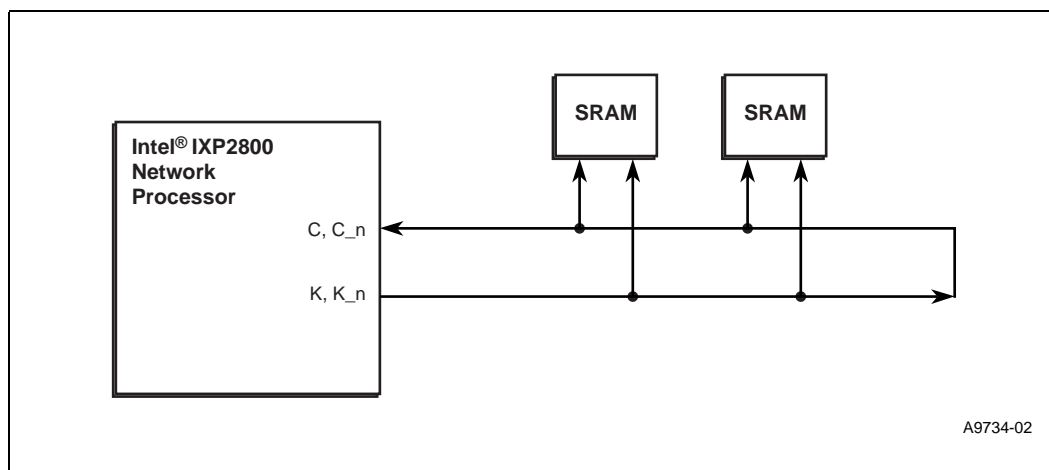 SRAM
SRAM
Intel® IXP2800
Network
Processor
C, C_n
K, K_n
A9734-02